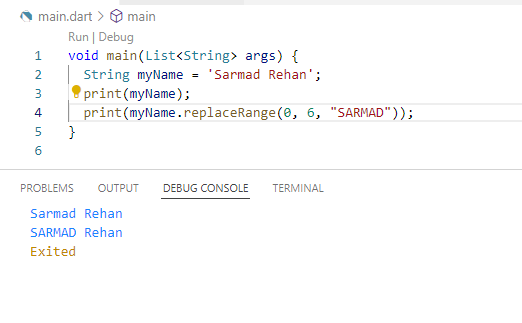 main.dart > main
Run | Debug
1 void main(List<String> args) {
2 String myName = 'Sarmad Rehan';
3 print(myName);
4 print(myName.replaceRange(0, 6, "SARMAD"));
5 }
6
PROBLEMS OUTPUT DEBUG CONSOLE TERMINAL
Sarmad Rehan
SARMAD Rehan
Exited